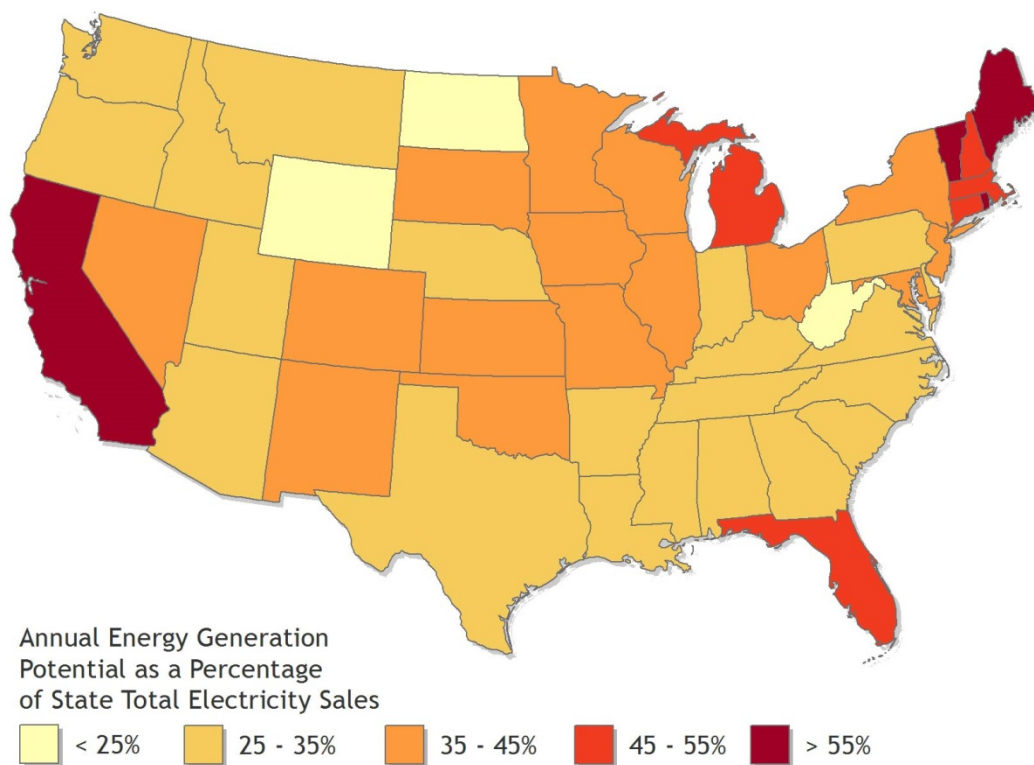 Annual Energy Generation
Potential as a Percentage
of State Total Electricity Sales
< 25%
25 - 35%
35 - 45%
45 - 55%
> 55%